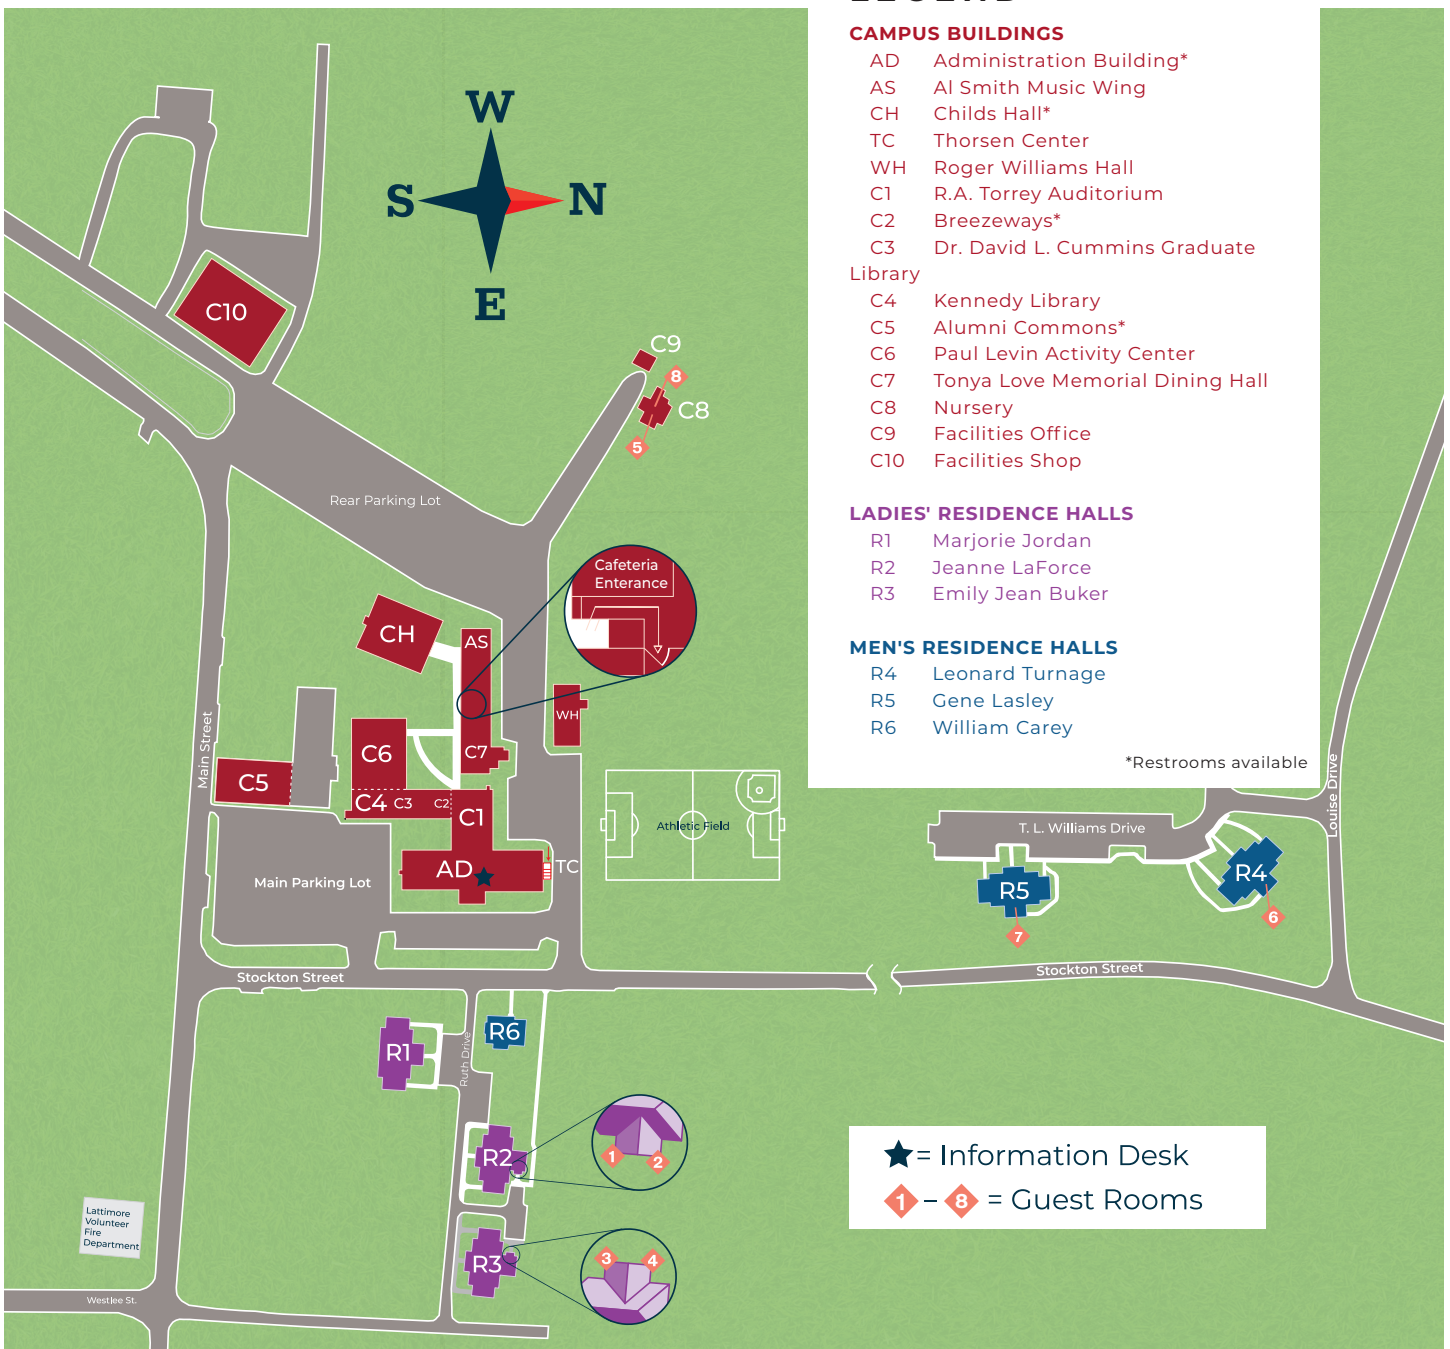 CAMPUS BUILDINGS
AD Administration Building*
AS Al Smith Music Wing
CH Childs Hall*
TC Thorsen Center
WH Roger Williams Hall
C1 R.A. Torrey Auditorium
C2 Breezeways*
C3 Dr. David L. Cummins Graduate
Library
C4 Kennedy Library
C5 Alumni Commons*
C6 Paul Levin Activity Center
C7 Tonya Love Memorial Dining Hall
C8 Nursery
C9 Facilities Office
C10 Facilities Shop
LADIES' RESIDENCE HALLS
R1 Marjorie Jordan
R2 Jeanne LaForce
R3 Emily Jean Buker
MEN'S RESIDENCE HALLS
R4 Leonard Turnage
R5 Gene Lasley
R6 William Carey
*Restrooms available
W
S
N
E
C10
C9
8
C8
5
Rear Parking Lot
Cafeteria
Enterance
CH
AS
WH
Main Street
C6
C7
C5
C4
C3
C2
C1
Athletic Field
T. L. Williams Drive
Louise Drive
AD
TC
Main Parking Lot
R5
R4
7
6
Stockton Street
Stockton Street
R1
Ruth Drive
R6
R2
1
2
R3
3
4
Lattimore
Volunteer
Fire
Department
Westlee St.
= Information Desk
1 – 8 = Guest Rooms